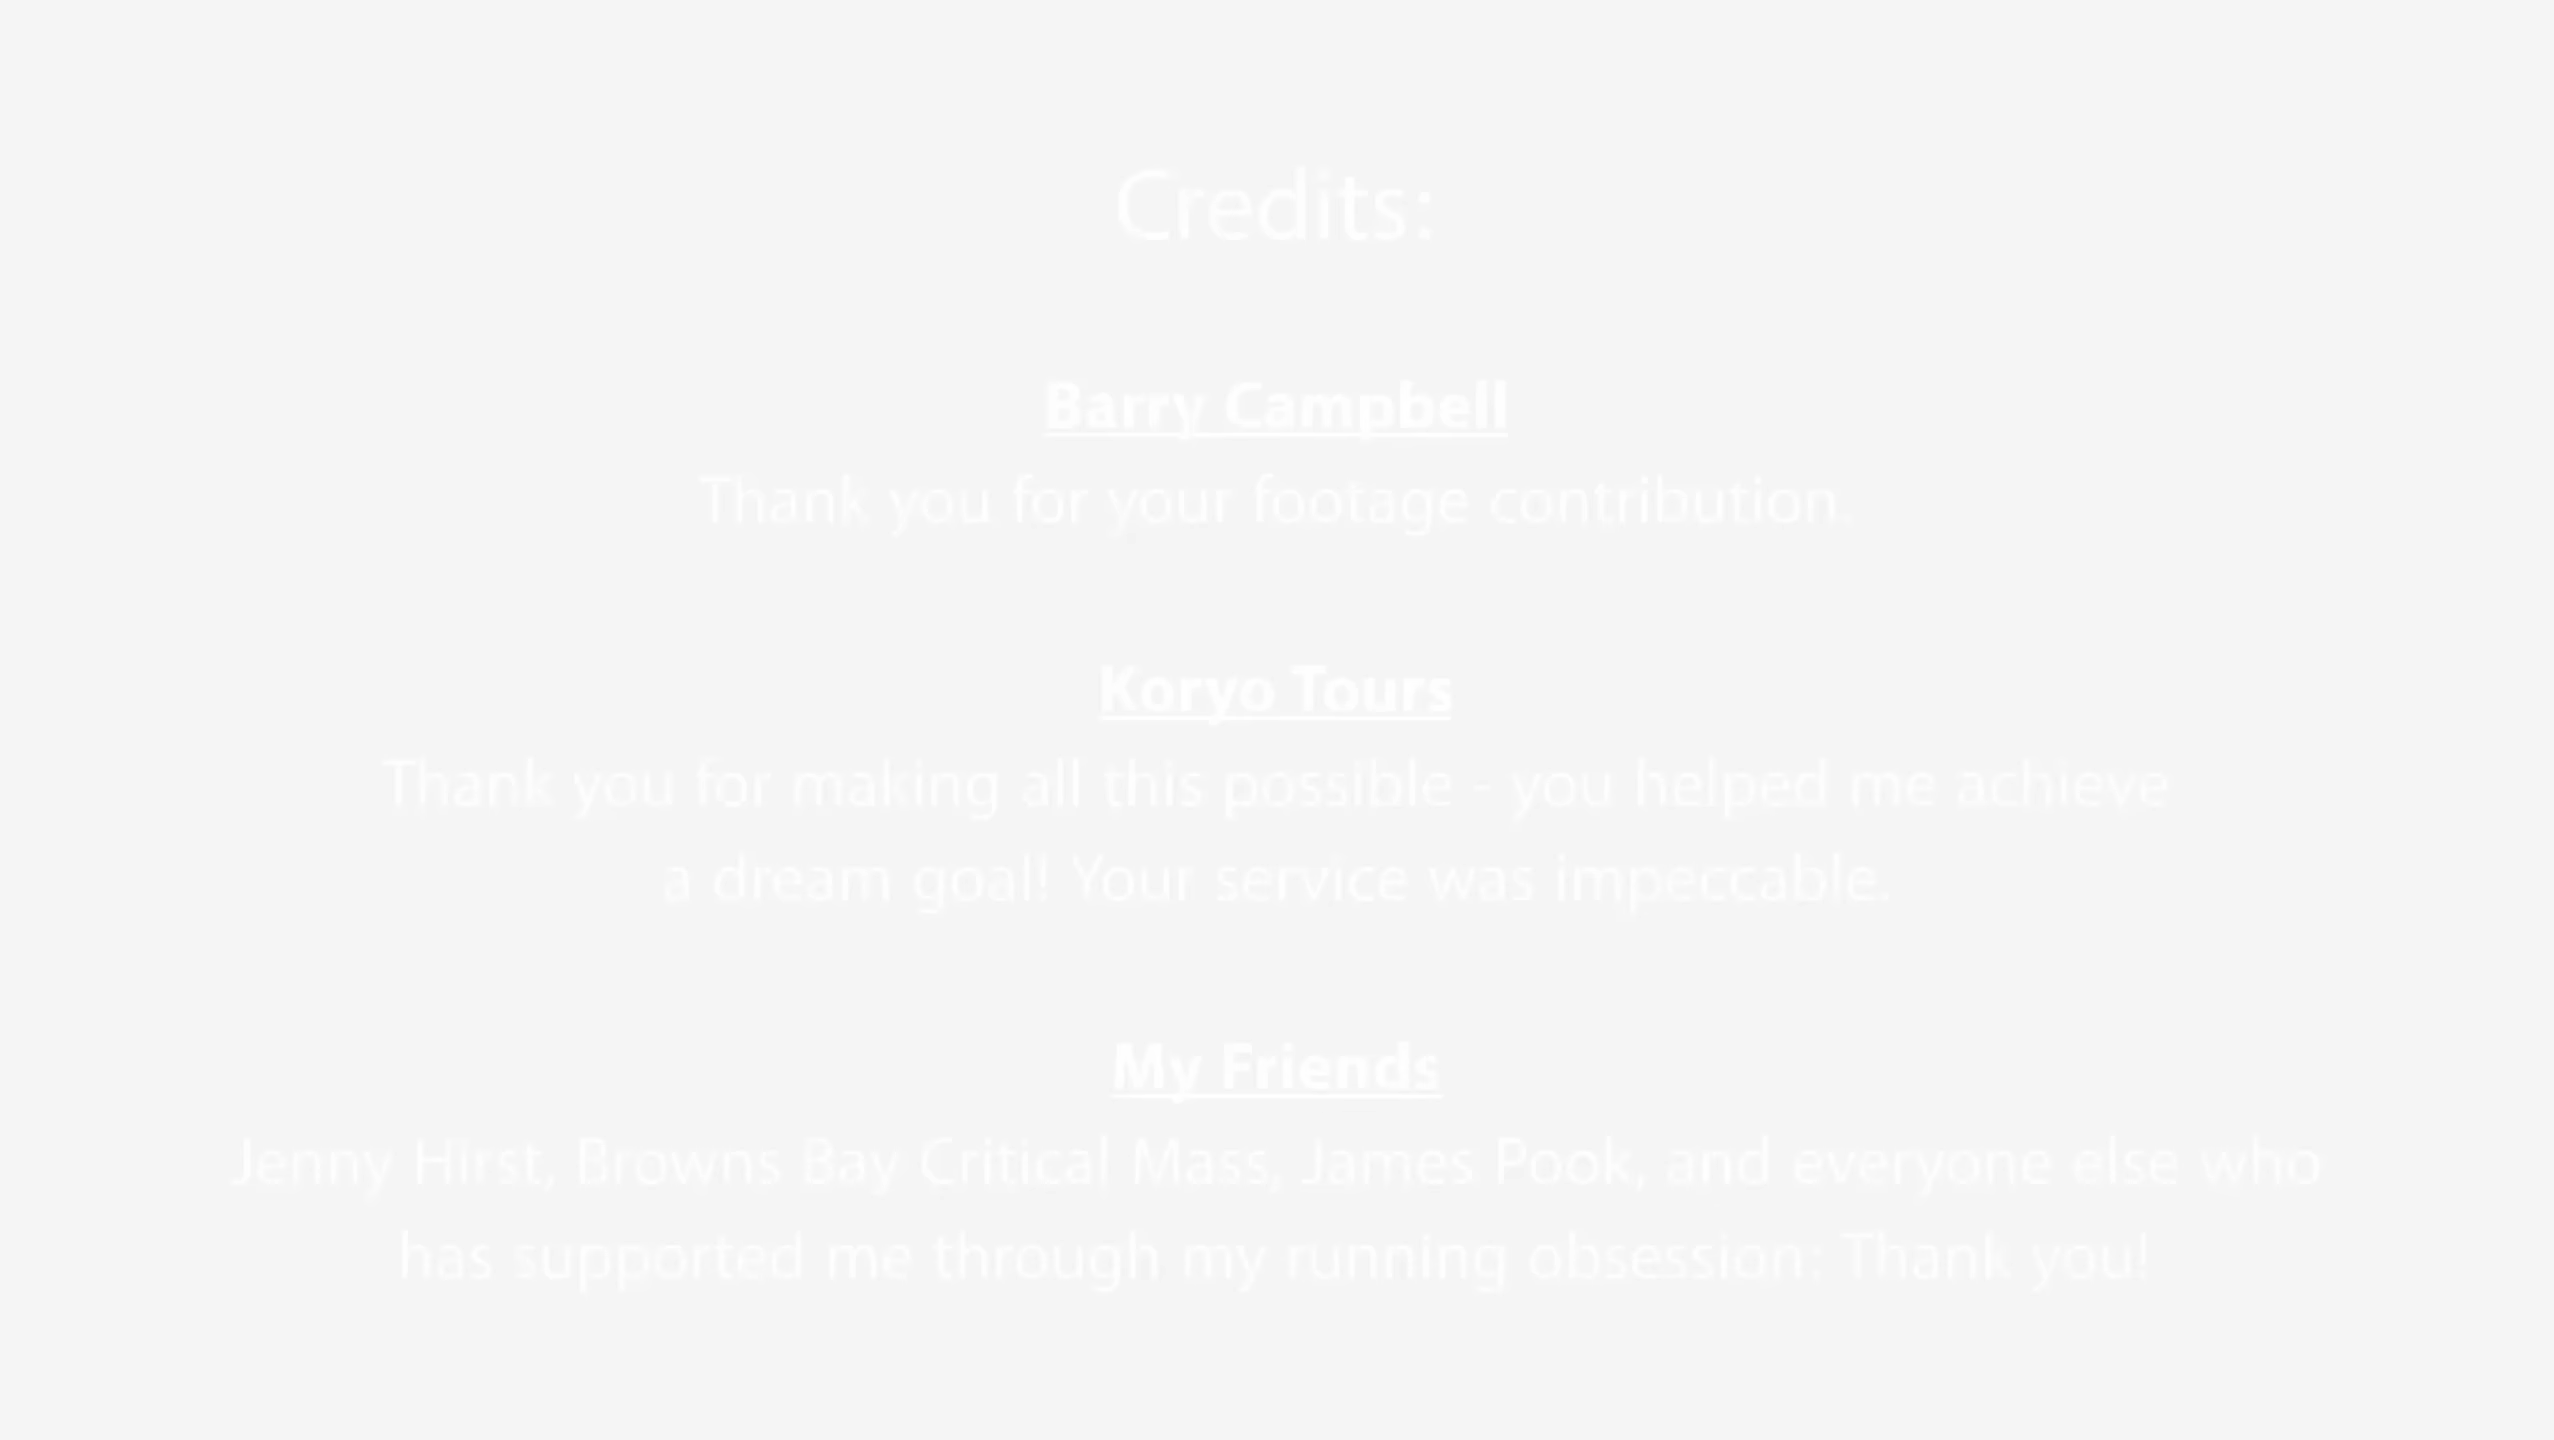 Credits:
Barry Campbell
Thank you for your footage contribution.
Koryo Tours
Thank you for making all this possible - you helped me achieve
a dream goal! Your service was impeccable.
My Friends
Jenny Hirst, Browns Bay Critical Mass, James Pook, and everyone else who
has supported me through my running obsession: Thank you!